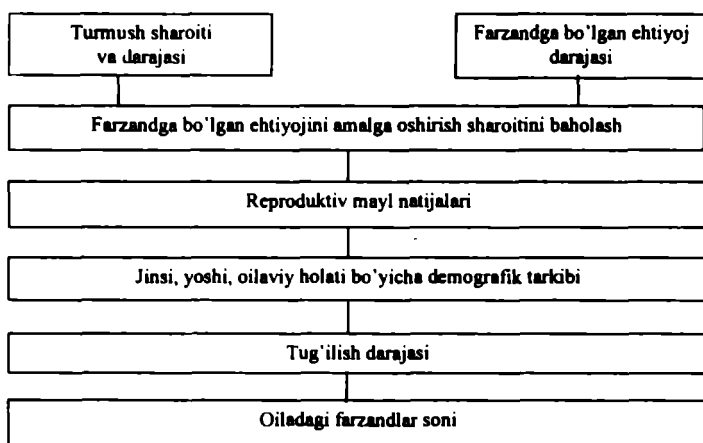 Turmush sharoiti
va darajasi
Farzandga bo'lgan ehtiyoj
darajasi
Farzandga bo'lgan ehtiyojini amalga oshirish sharoitini baholash
Reproduktiv mayl natijalari
Jinsi, yoshi, oilaviy holati bo'yicha demografik tarkibi
Tug'ilish darajasi
Oiladagi farzandlar soni